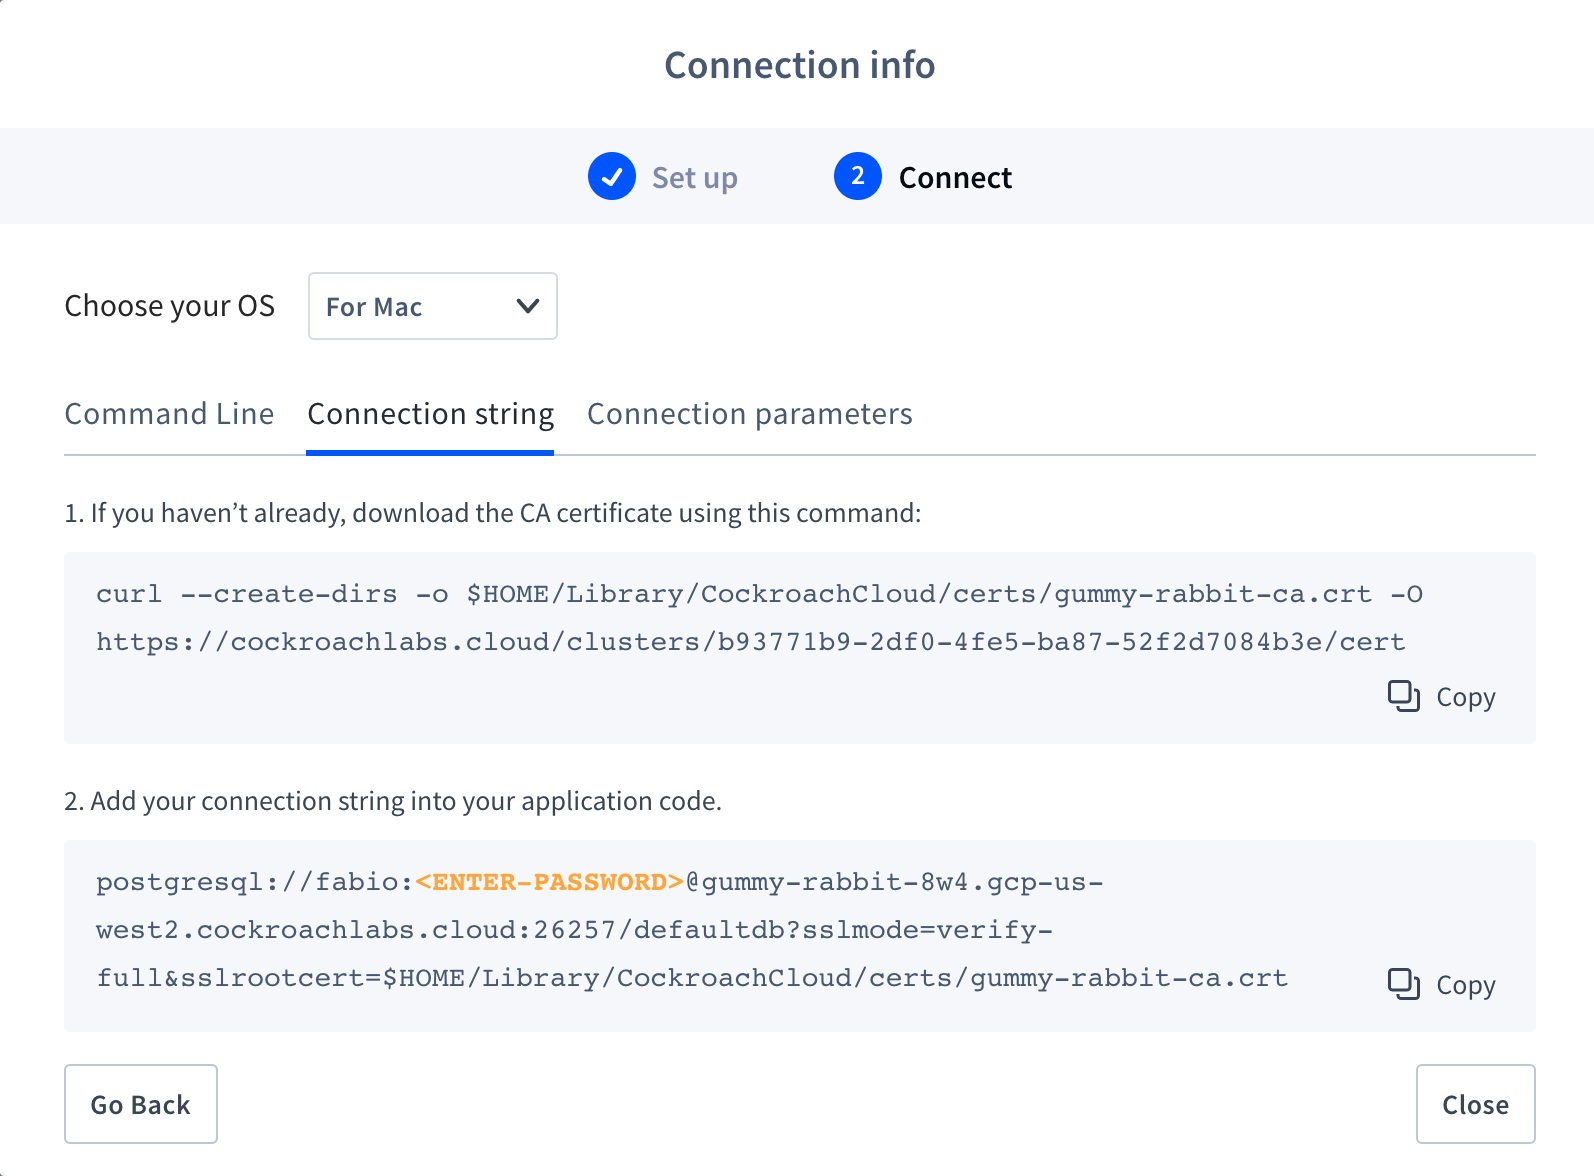 Connection info
Set up
2 Connect
Choose your OS For Mac
Command Line Connection string Connection parameters
1. If you haven’t already, download the CA certificate using this command:
curl --create-dirs -o $HOME/Library/CockroachCloud/certs/gummy-rabbit-ca.crt -O
https://cockroachlabs.cloud/clusters/b93771b9-2df0-4fe5-ba87-52f2d7084b3e/cert
Copy
2. Add your connection string into your application code.
postgresql://fabio:<ENTER-PASSWORD>@gummy-rabbit-8w4.gcp-us-
west2.cockroachlabs.cloud:26257/defaultdb?sslmode=verify-
full&sslrootcert=$HOME/Library/CockroachCloud/certs/gummy-rabbit-ca.crt
Copy
Go Back Close